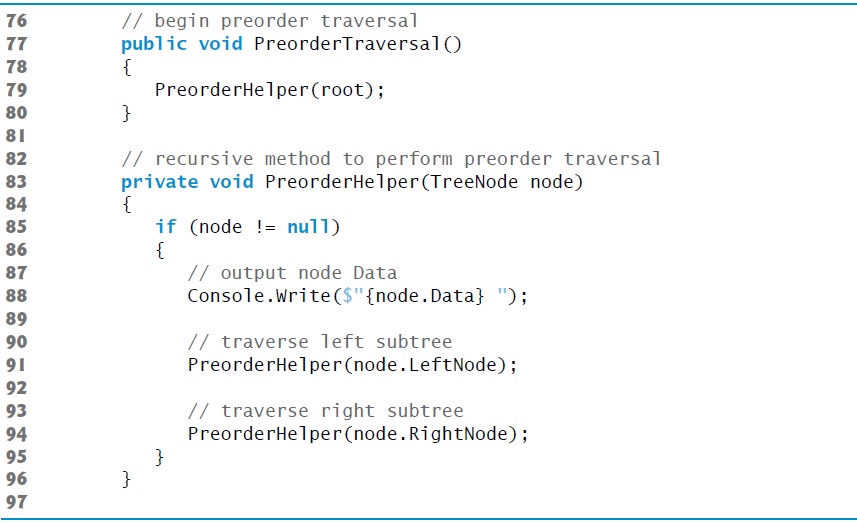 76 // begin preorder traversal
77 public void PreorderTraversal()
78 {
79 PreorderHelper(root);
80 }
81
82 // recursive method to perform preorder traversal
83 private void PreorderHelper(TreeNode node)
84 {
85 if (node != null)
86 {
87 // output node Data
88 Console.Write($"{node.Data} ");
89
90 // traverse left subtree
91 PreorderHelper(node.LeftNode);
92
93 // traverse right subtree
94 PreorderHelper(node.RightNode);
95 }
96 }
97